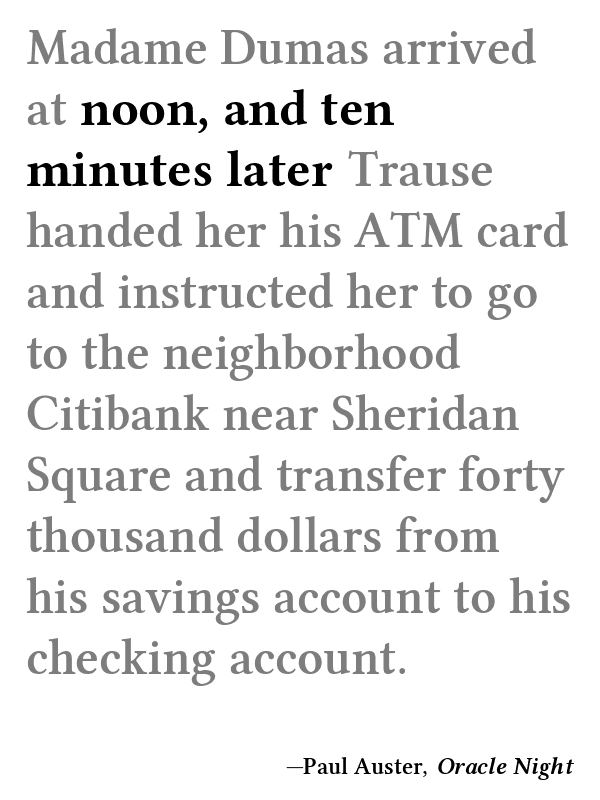 Madame Dumas arrived
at noon, and ten
minutes later Trause
handed her his ATM card
and instructed her to go
to the neighborhood
Citibank near Sheridan
Square and transfer forty
thousand dollars from
his savings account to his
checking account.
—Paul Auster, Oracle Night